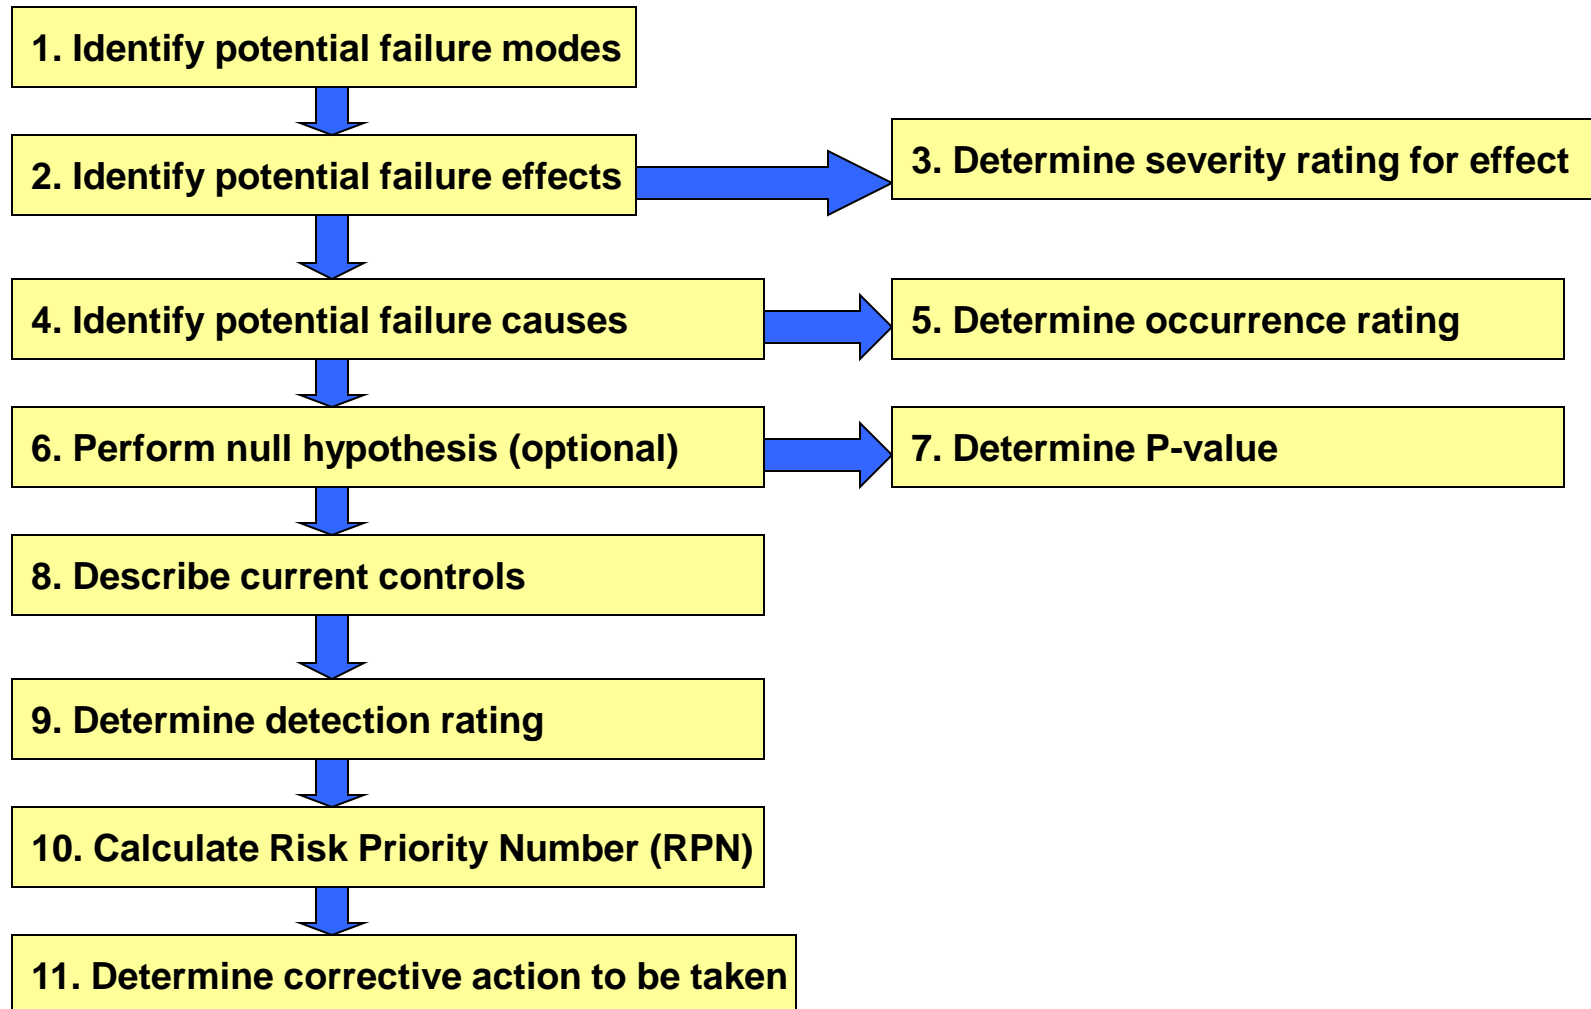 1. Identify potential failure modes
2. Identify potential failure effects
3. Determine severity rating for effect
4. Identify potential failure causes
5. Determine occurrence rating
6. Perform null hypothesis (optional)
7. Determine P-value
8. Describe current controls
9. Determine detection rating
10. Calculate Risk Priority Number (RPN)
11. Determine corrective action to be taken